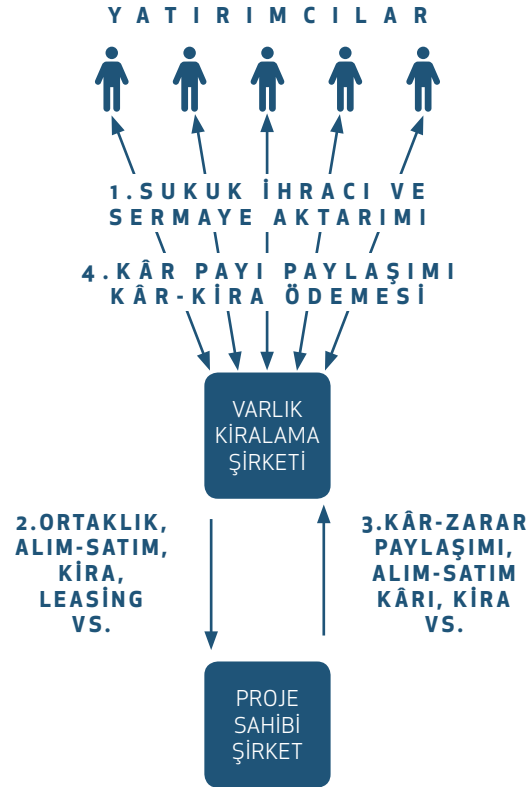 YATIRIMCILAR
1.SUKUK İHRACI VE
SERMAYE AKTARIMI
4.KÂR PAYI PAYLAŞIMI
KÂR-KİRA ÖDEMESİ
VARLIK
KİRALAMA
ŞİRKETİ
2.ORTAKLIK,
ALIM-SATIM,
KİRA,
LEASİNG
VS.
3.KÂR-ZARAR
PAYLAŞIMI,
ALIM-SATIM
KÂRI, KİRA
VS.
PROJE
SAHİBİ
ŞİRKET